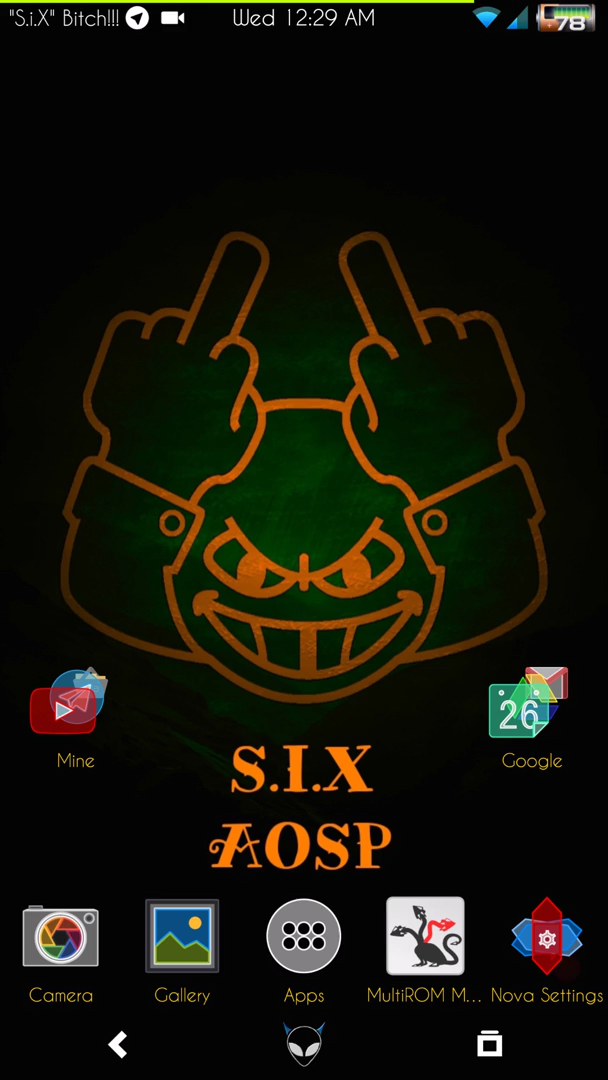 "S.i.X" Bitch!!! Wed 12:29 AM 78
26
Mine Google
S.I.X
AOSP
Camera Gallery Apps MultiROM M... Nova Settings